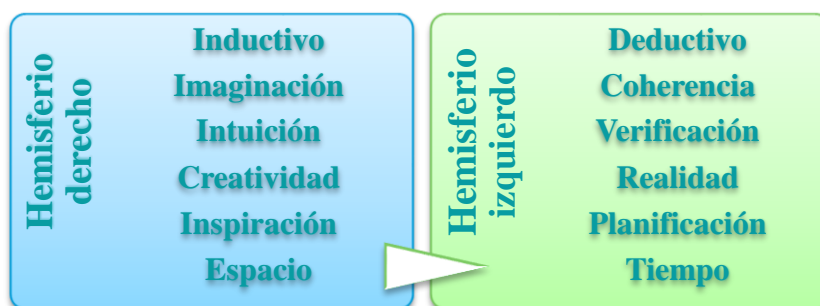 Hemisferio
derecho
Inductivo
Imaginación
Intuición
Creatividad
Inspiración
Espacio
Hemisferio
izquierdo
Deductivo
Coherencia
Verificación
Realidad
Planificación
Tiempo